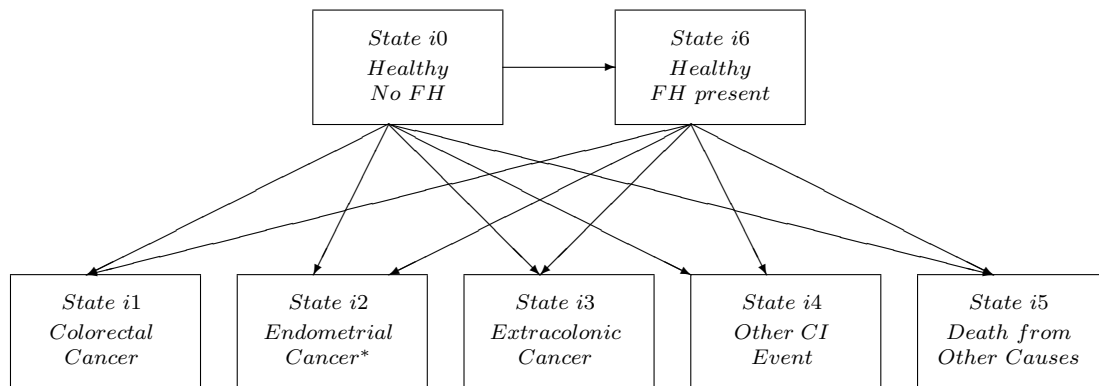 State i0
Healthy
No FH
State i6
Healthy
FH present
State i1
Colorectal
Cancer
State i2
Endometrial
Cancer*
State i3
Extracolonic
Cancer
State i4
Other CI
Event
State i5
Death from
Other Causes